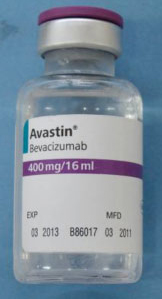 Avastin®
Bevacizumab
400 mg/16 ml
EXP MFD
03 2013 B86017 03 2011